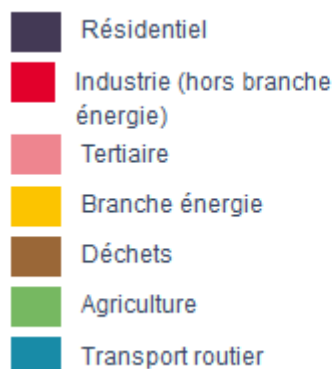 Résidentiel
Industrie (hors branche
énergie)
Tertiaire
Branche énergie
Déchets
Agriculture
Transport routier